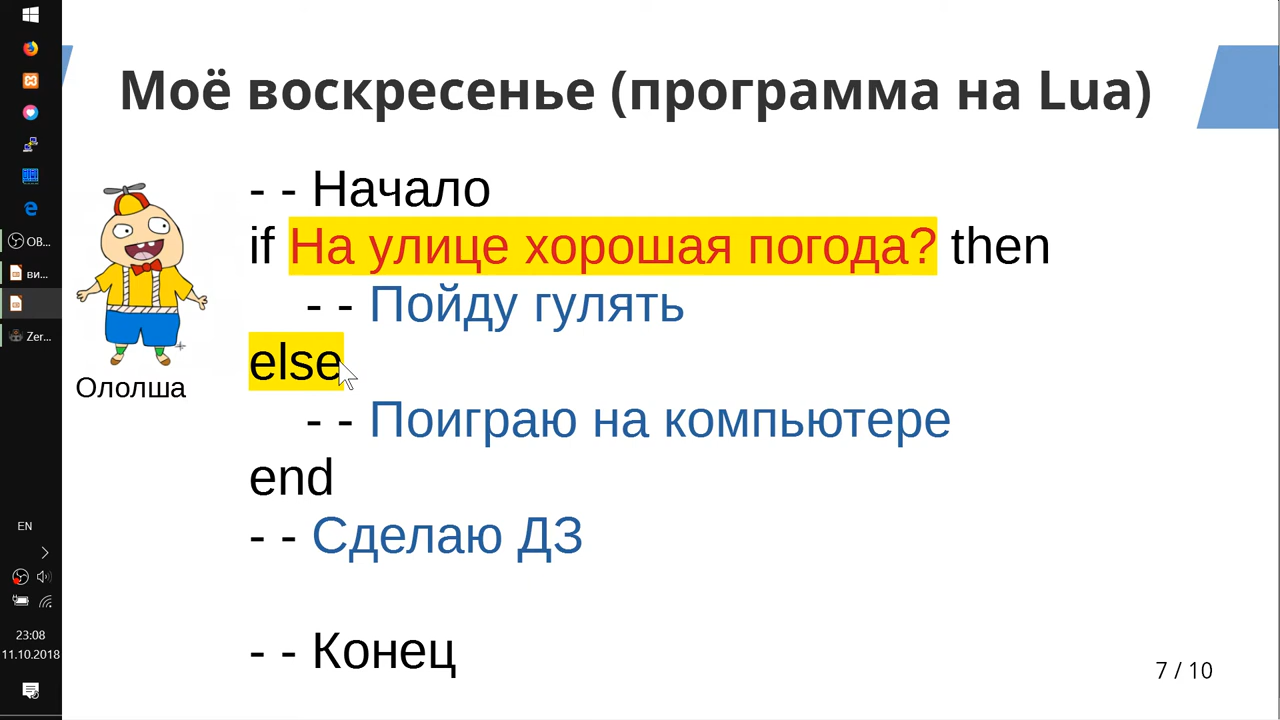 Моё воскресенье (программа на Lua)
- - Начало
if На улице хорошая погода? then
- - Пойду гулять
else
- - Поиграю на компьютере
end
- - Сделаю ДЗ
- - Конец
Ололша
7 / 10
OB...
ви...
Zer...
EN
23:08
11.10.2018